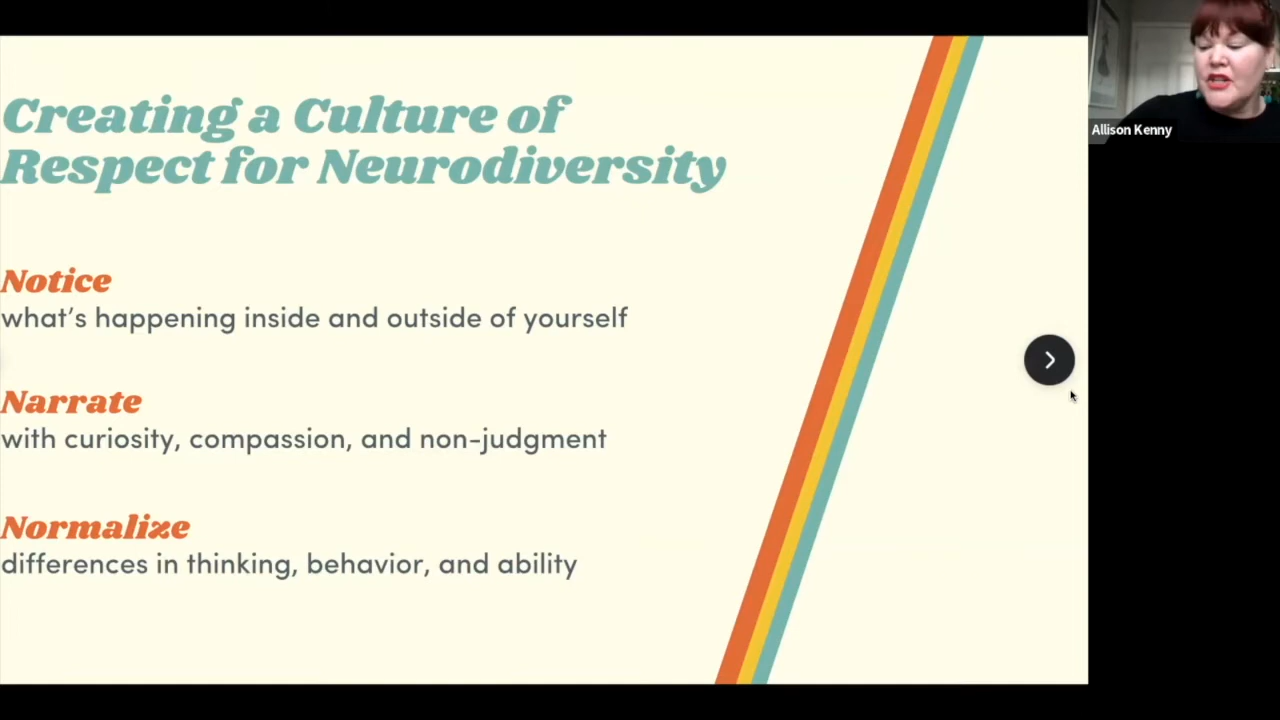 Creating a Culture of
Respect for Neurodiversity
Notice
what's happening inside and outside of yourself
Narrate
with curiosity, compassion, and non-judgment
Normalize
differences in thinking, behavior, and ability
Allison Kenny